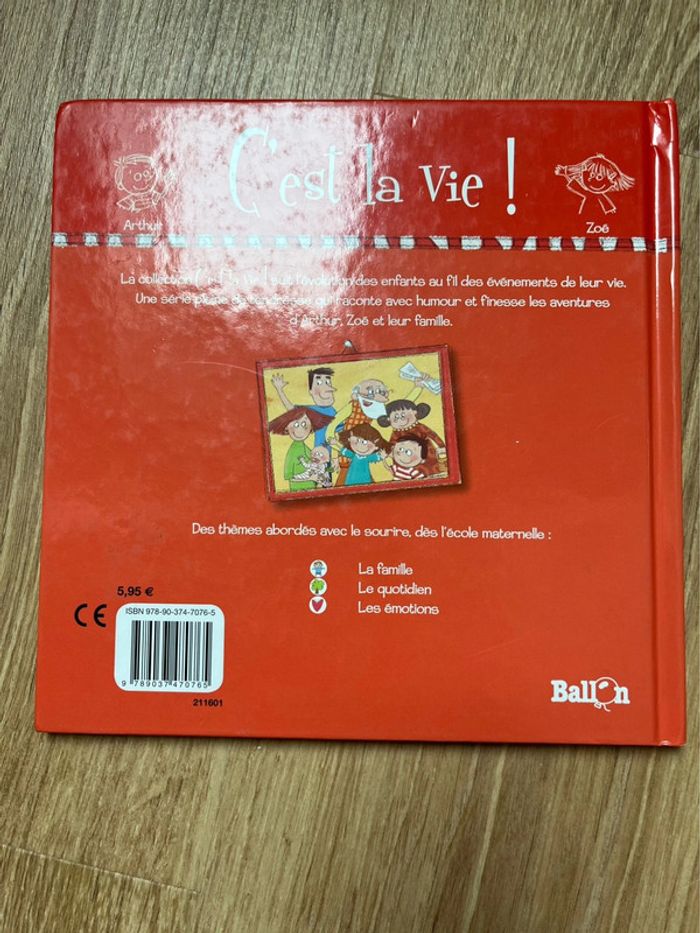 C'est la vie !
Arthur
Zoé
La collection C'est la vie ! suit l'évolution des enfants au fil des événements de leur vie.
Une série pleine de tendresse qui raconte avec humour et finesse les aventures
d'Arthur, Zoé et leur famille.
Des thèmes abordés avec le sourire, dès l'école maternelle :
La famille
Le quotidien
Les émotions
5,95 €
CE
ISBN 978-90-374-7076-5
9 789037 470765
211601
Ballon